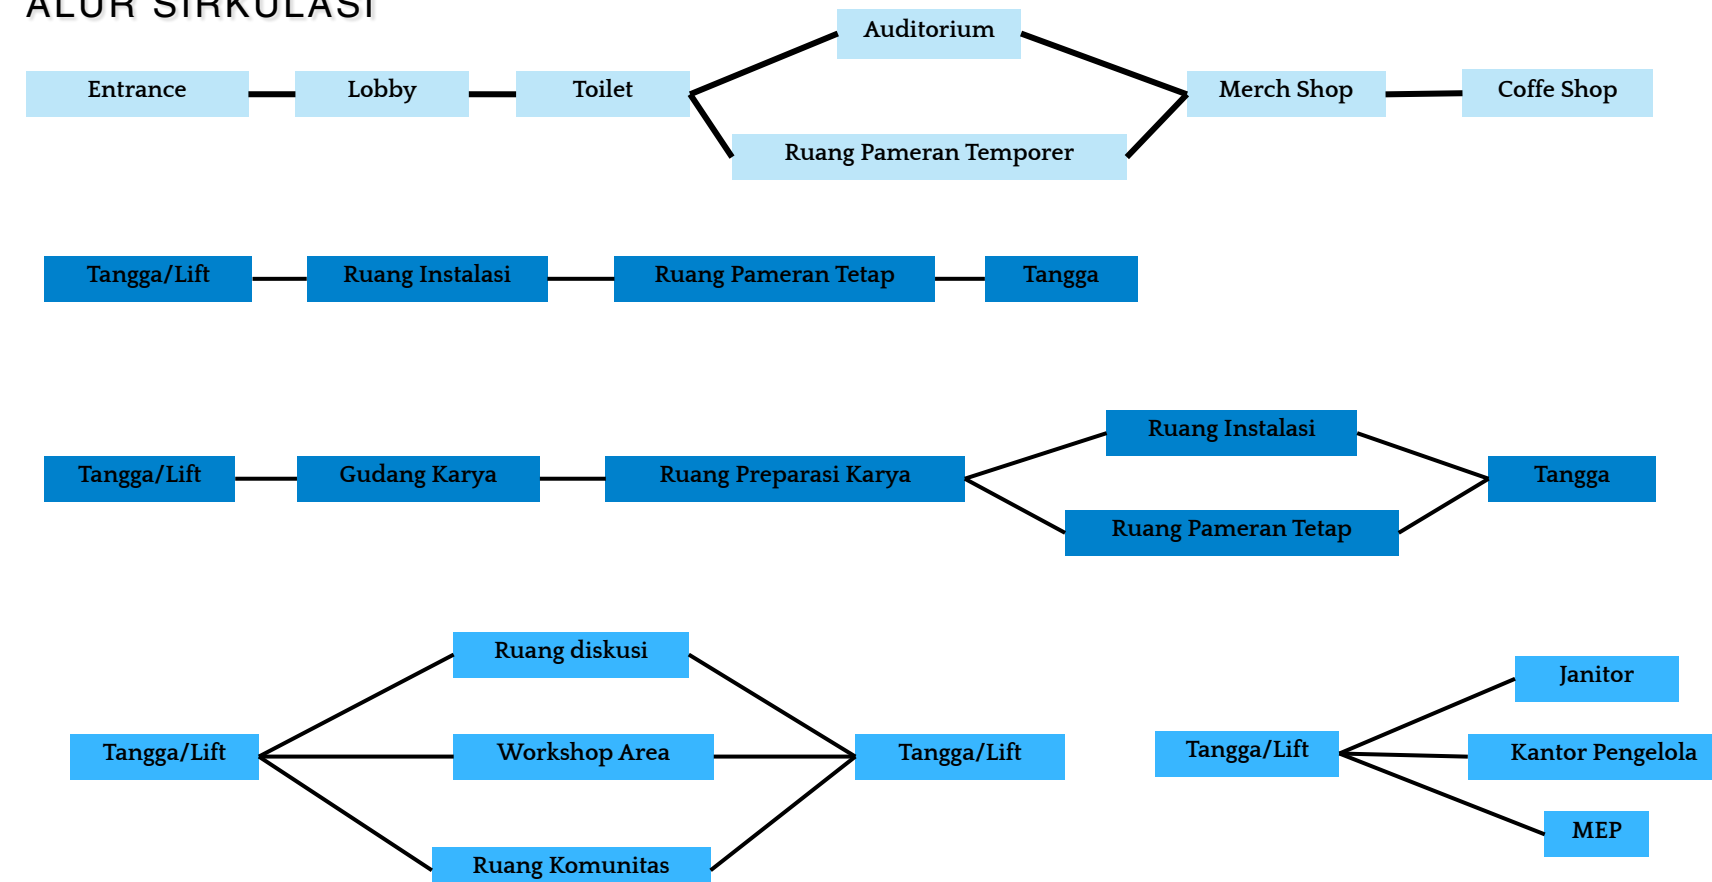 ALUR SIRKULASI
Auditorium
Entrance
Lobby
Toilet
Merch Shop
Coffe Shop
Ruang Pameran Temporer
Tangga/Lift
Ruang Instalasi
Ruang Pameran Tetap
Tangga
Ruang Instalasi
Tangga/Lift
Gudang Karya
Ruang Preparasi Karya
Tangga
Ruang Pameran Tetap
Ruang diskusi
Tangga/Lift
Workshop Area
Tangga/Lift
Ruang Komunitas
Janitor
Tangga/Lift
Kantor Pengelola
MEP